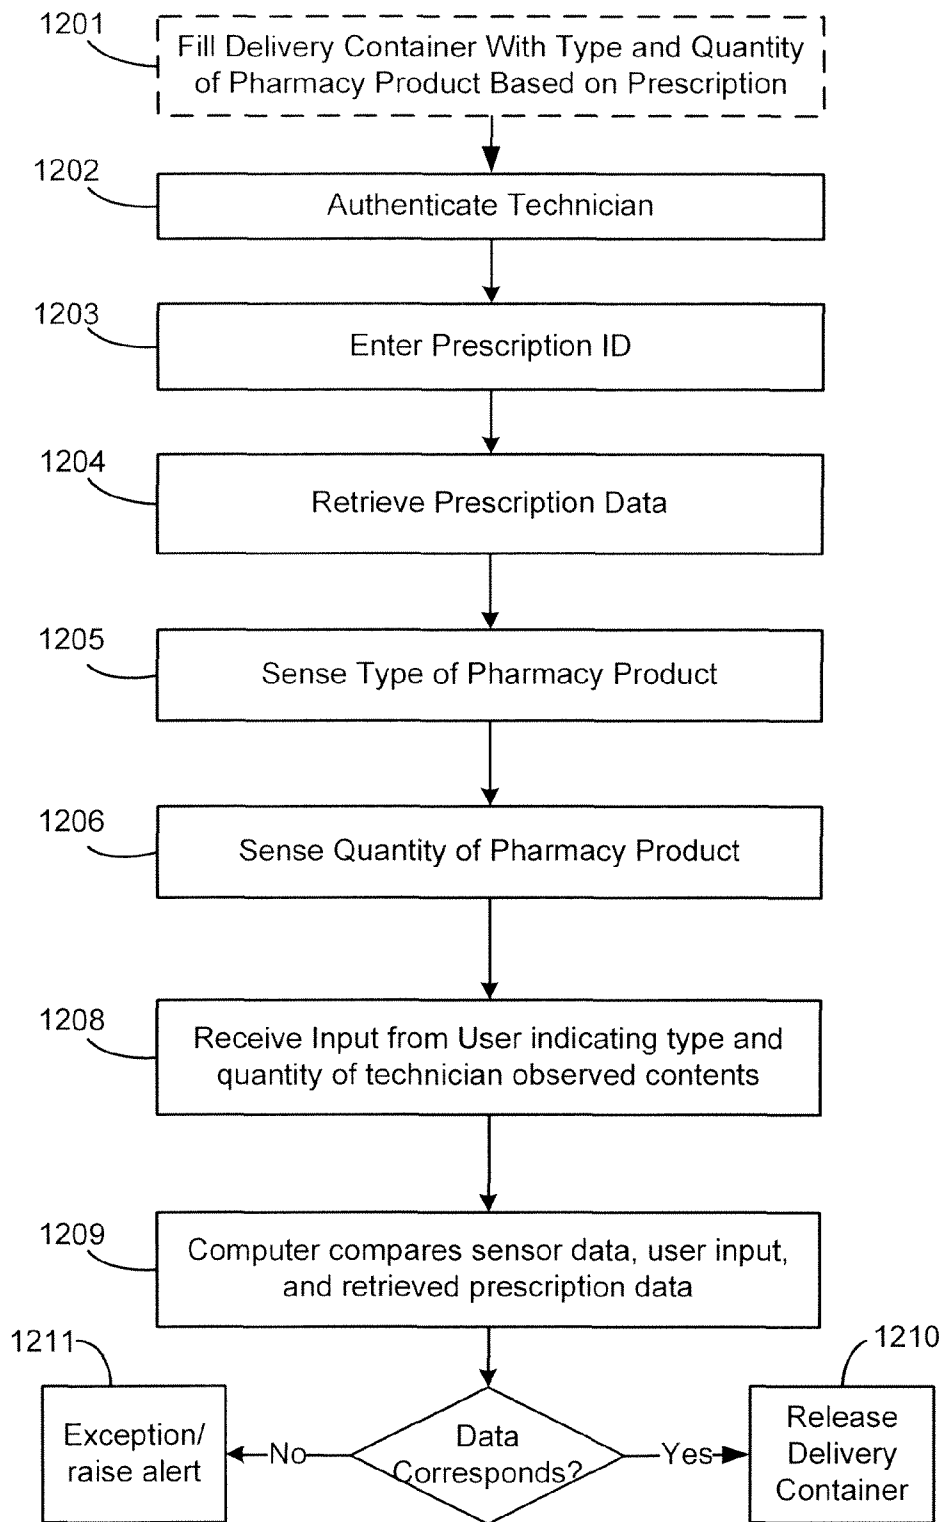 1201
Fill Delivery Container With Type and Quantity
of Pharmacy Product Based on Prescription
1202
Authenticate Technician
1203
Enter Prescription ID
1204
Retrieve Prescription Data
1205
Sense Type of Pharmacy Product
1206
Sense Quantity of Pharmacy Product
1208
Receive Input from User indicating type and
quantity of technician observed contents
1209
Computer compares sensor data, user input,
and retrieved prescription data
1211
1210
Exception/
raise alert
No
Data
Corresponds?
Yes
Release
Delivery
Container